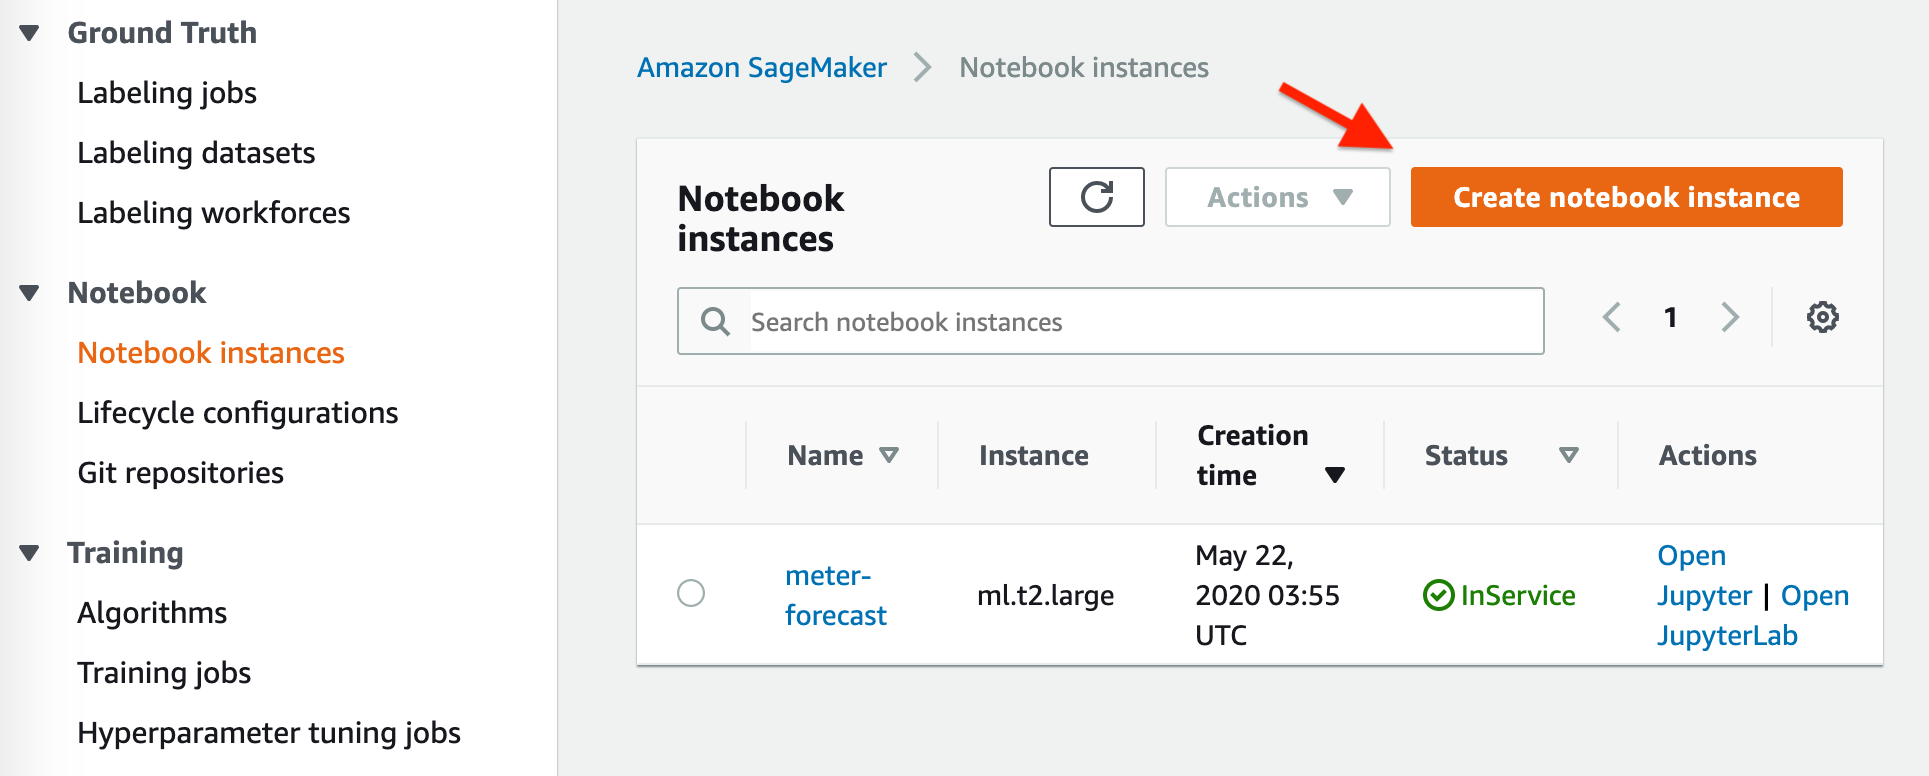 Ground Truth
Labeling jobs
Labeling datasets
Labeling workforces
Notebook
Notebook instances
Lifecycle configurations
Git repositories
Training
Algorithms
Training jobs
Hyperparameter tuning jobs
Amazon SageMaker Notebook instances
Notebook
instances
Actions
Create notebook instance
Search notebook instances
1
Name
Instance
Creation
time
Status
Actions
meter-
forecast
ml.t2.large
May 22,
2020 03:55
UTC
InService
Open
Jupyter | Open
JupyterLab